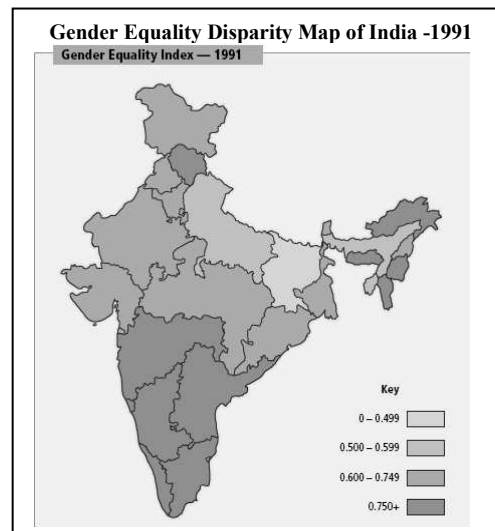 Gender Equality Disparity Map of India -1991
Gender Equality Index — 1991
Key
0 – 0.499
0.500 – 0.599
0.600 – 0.749
0.750+